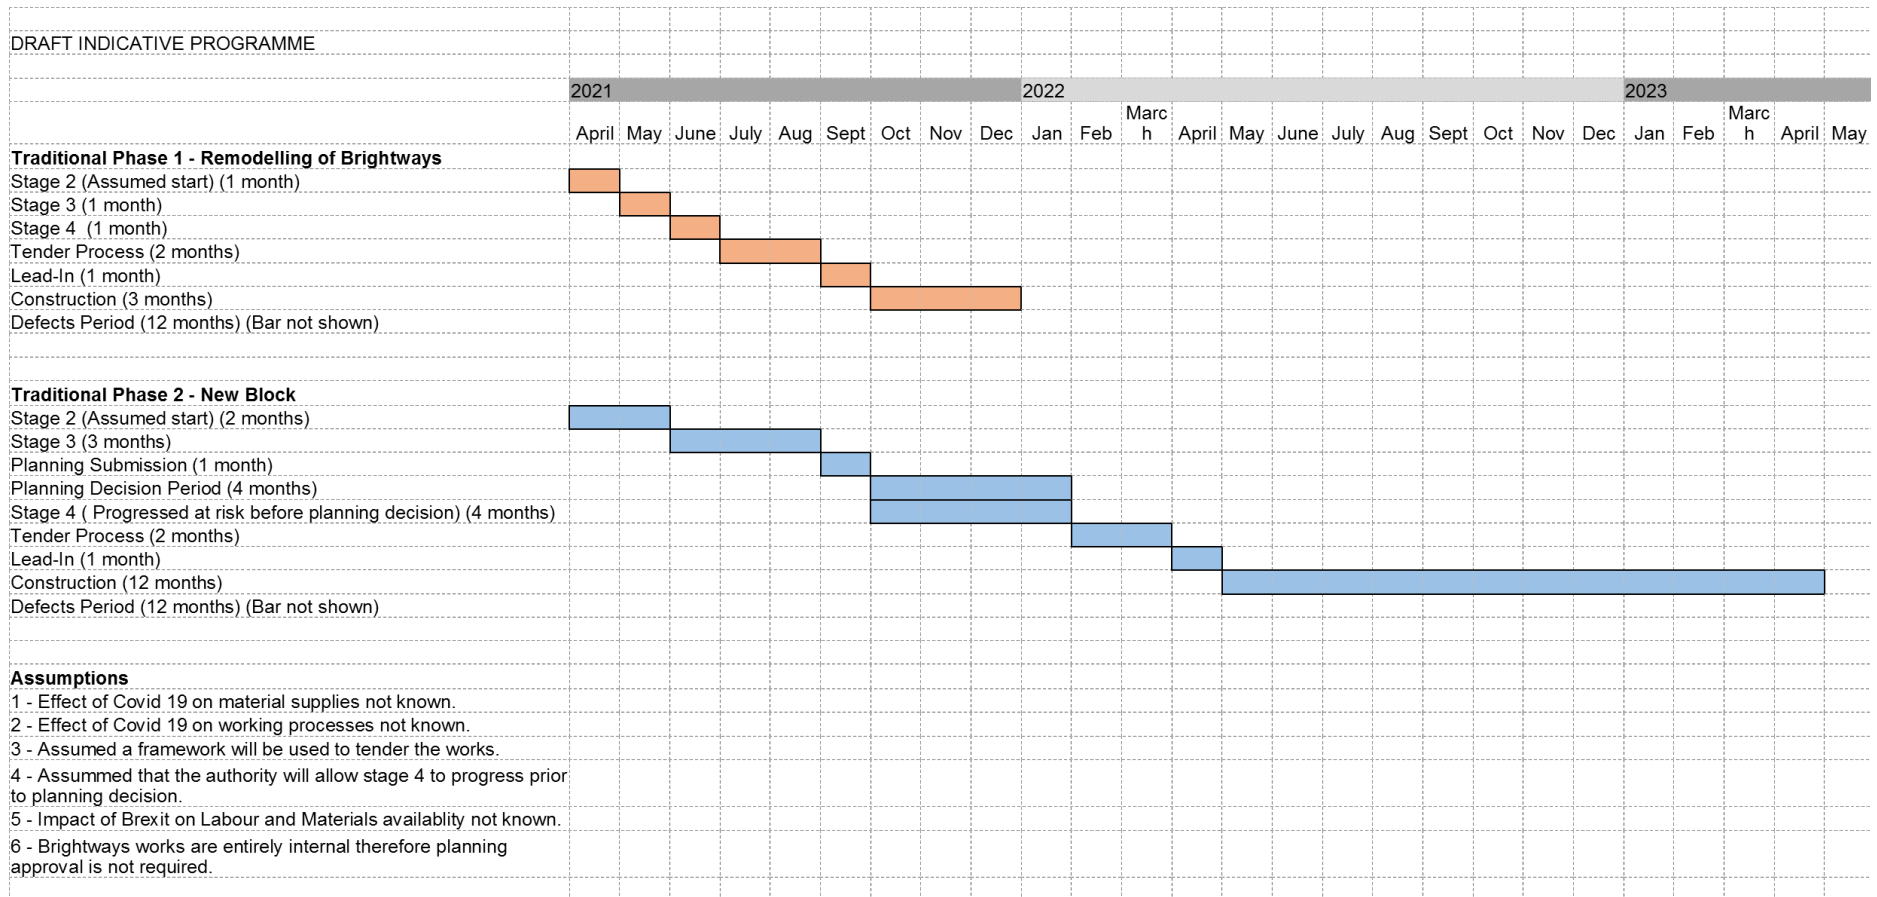 DRAFT INDICATIVE PROGRAMME
2021 2022 2023
April May June July Aug Sept Oct Nov Dec Jan Feb Marc
h April May June July Aug Sept Oct Nov Dec Jan Feb Marc
h April May
Traditional Phase 1 - Remodelling of Brightways
Stage 2 (Assumed start) (1 month)
Stage 3 (1 month)
Stage 4  (1 month)
Tender Process (2 months)
Lead-In (1 month)
Construction (3 months)
Defects Period (12 months) (Bar not shown)
Traditional Phase 2 - New Block
Stage 2 (Assumed start) (2 months)
Stage 3 (3 months)
Planning Submission (1 month)
Planning Decision Period (4 months)
Stage 4 ( Progressed at risk before planning decision) (4 months)
Tender Process (2 months)
Lead-In (1 month)
Construction (12 months)
Defects Period (12 months) (Bar not shown)
Assumptions
1 - Effect of Covid 19 on material supplies not known.
2 - Effect of Covid 19 on working processes not known.
3 - Assumed a framework will be used to tender the works.
4 - Assummed that the authority will allow stage 4 to progress prior
to planning decision.
5 - Impact of Brexit on Labour and Materials availablity not known.
6 - Brightways works are entirely internal therefore planning
approval is not required.